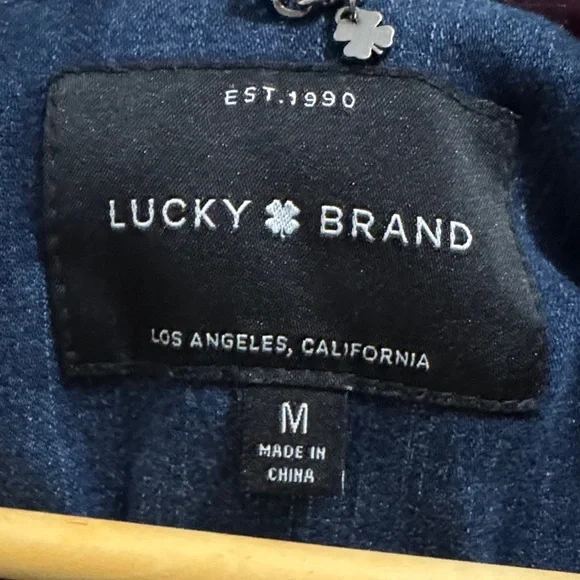 EST.1990
LUCKY BRAND
LOS ANGELES, CALIFORNIA
M
MADE IN
CHINA